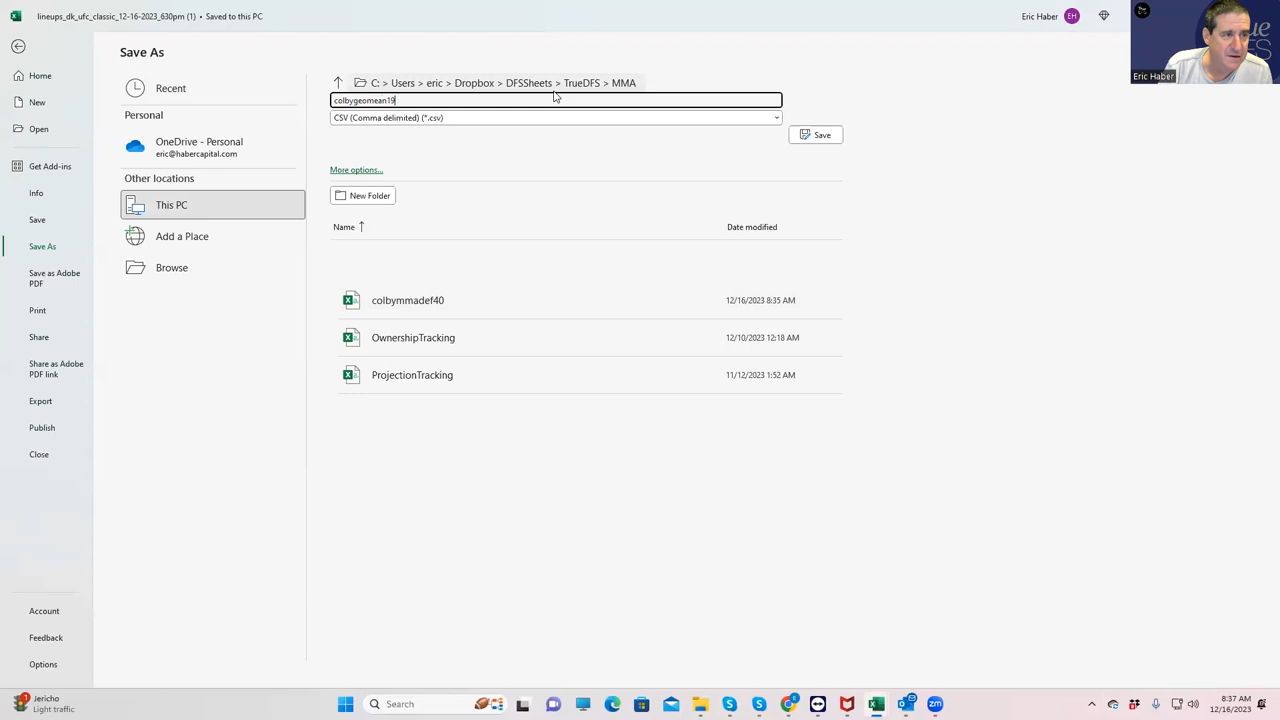 lineups_dk_ufc_classic_12-16-2023_630pm (1) • Saved to this PC
Eric Haber
EH
Save As
Home
New
Open
Get Add-ins
Info
Save
Save As
Save as Adobe
PDF
Print
Share
Share as Adobe
PDF link
Export
Publish
Close
Account
Feedback
Options
Recent
Personal
OneDrive - Personal
eric@habercapital.com
Other locations
This PC
Add a Place
Browse
C: > Users > eric > Dropbox > DFSSheets > TrueDFS > MMA
colbygeomean19
CSV (Comma delimited) (*.csv)
Save
More options...
New Folder
Name ↑ Date modified
colbymmadef40 12/16/2023 8:35 AM
OwnershipTracking 12/10/2023 12:18 AM
ProjectionTracking 11/12/2023 1:52 AM
Eric Haber
Jericho
Light traffic
Search
8:37 AM
12/16/2023